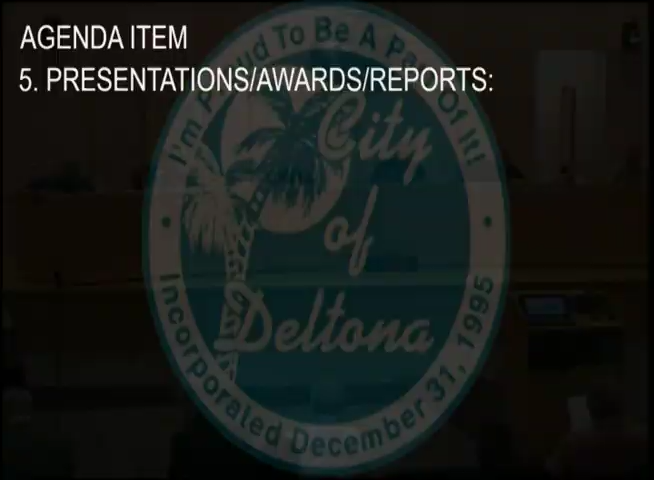 AGENDA ITEM
5. PRESENTATIONS/AWARDS/REPORTS:
I'm Proud To Be A Part Of It!
City
of
Deltona
Incorporated December 31, 1995